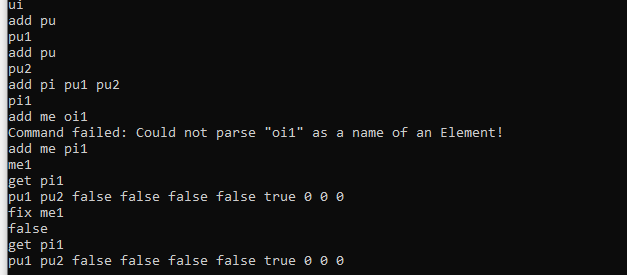 ui
add pu
pu1
add pu
pu2
add pi pu1 pu2
pi1
add me oi1
Command failed: Could not parse "oi1" as a name of an Element!
add me pi1
me1
get pi1
pu1 pu2 false false false false true 0 0 0
fix me1
false
get pi1
pu1 pu2 false false false false true 0 0 0